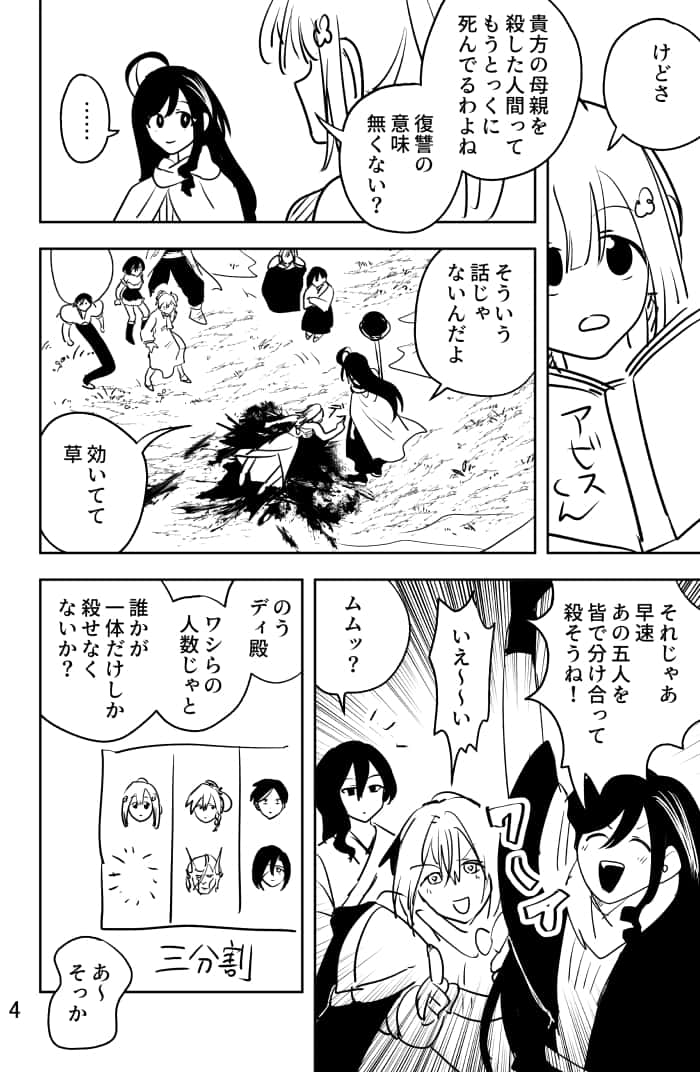 けどさ
貴方の母親を
殺した人間って
もうとっくに
死んでるわよね
復讐の
意味
無くない？
……
アビスくん
そういう
話じゃ
ないんだよ
効いてて
草
それじゃあ
早速
あの五人を
皆で分け合って
殺そうね！
いえ〜〜い
ワーイ
ムムッ？
のう
ディ殿
ワシらの
人数じゃと
誰かが
一体だけしか
殺せなく
ないか？
三分割
あ〜
そっか
4